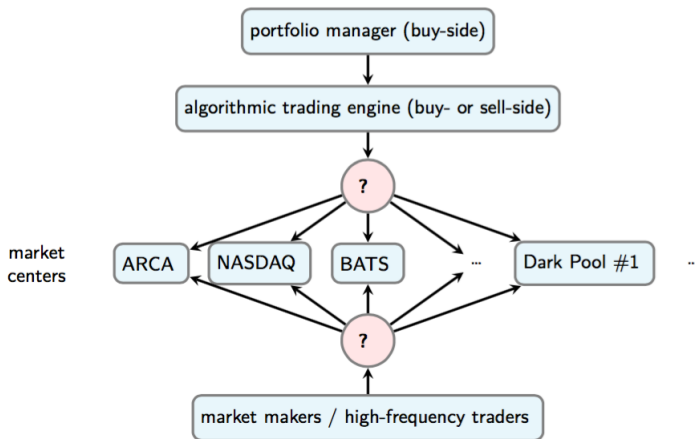 portfolio manager (buy-side)
algorithmic trading engine (buy- or sell-side)
?
market
centers
ARCA
NASDAQ
BATS
...
Dark Pool #1
..
?
market makers / high-frequency traders